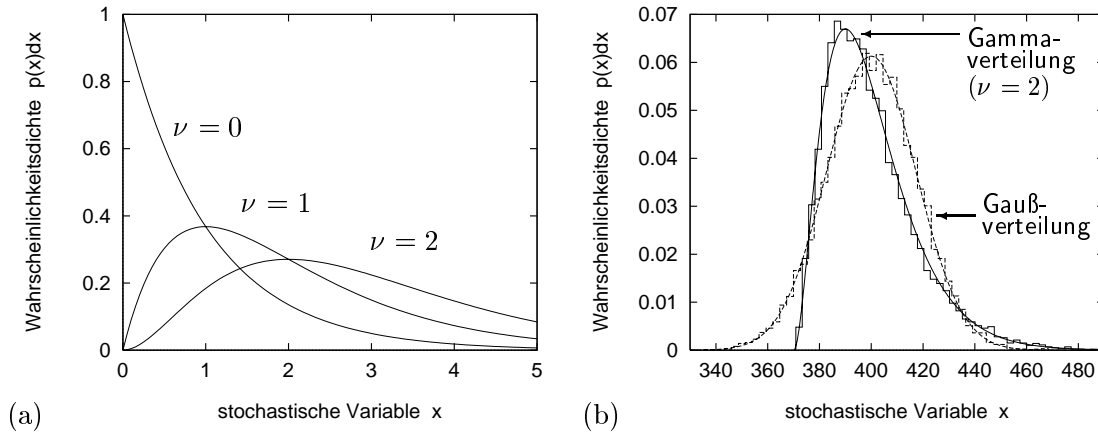 Wahrscheinlichkeitsdichte p(x)dx
1
0.8
0.6
0.4
0.2
0
ν = 0
ν = 1
ν = 2
0 1 2 3 4 5
stochastische Variable x
(a)
Wahrscheinlichkeitsdichte p(x)dx
0.07
0.06
0.05
0.04
0.03
0.02
0.01
0
Gamma-
verteilung
(ν = 2)
Gauß-
verteilung
340 360 380 400 420 440 460 480
stochastische Variable x
(b)